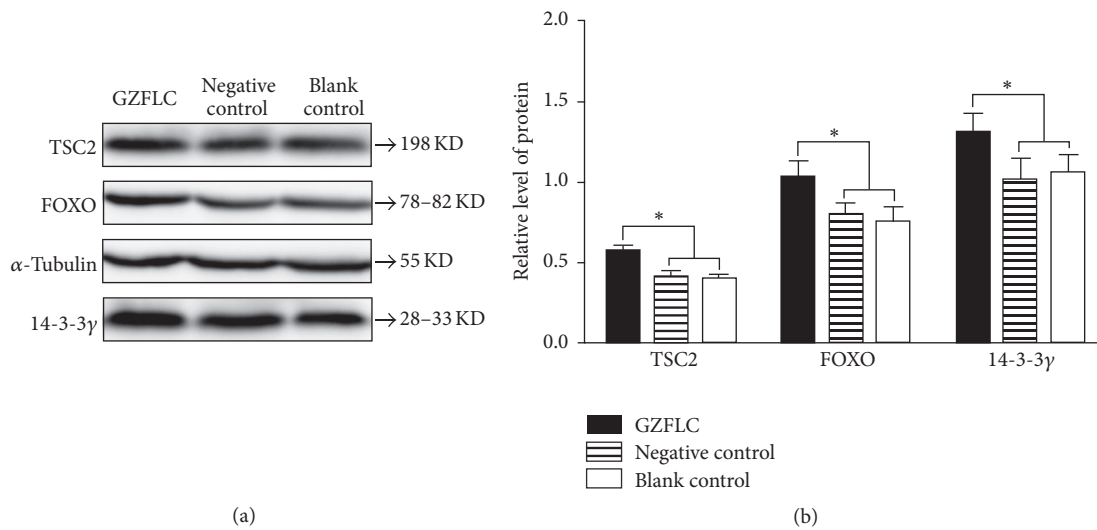 GZFLC Negative control Blank control
TSC2 →198 KD
FOXO →78–82 KD
α-Tubulin →55 KD
14-3-3γ →28–33 KD
(a)
Relative level of protein
2.0
1.5
1.0
0.5
0.0
*
*
*
TSC2 FOXO 14-3-3γ
GZFLC
Negative control
Blank control
(b)